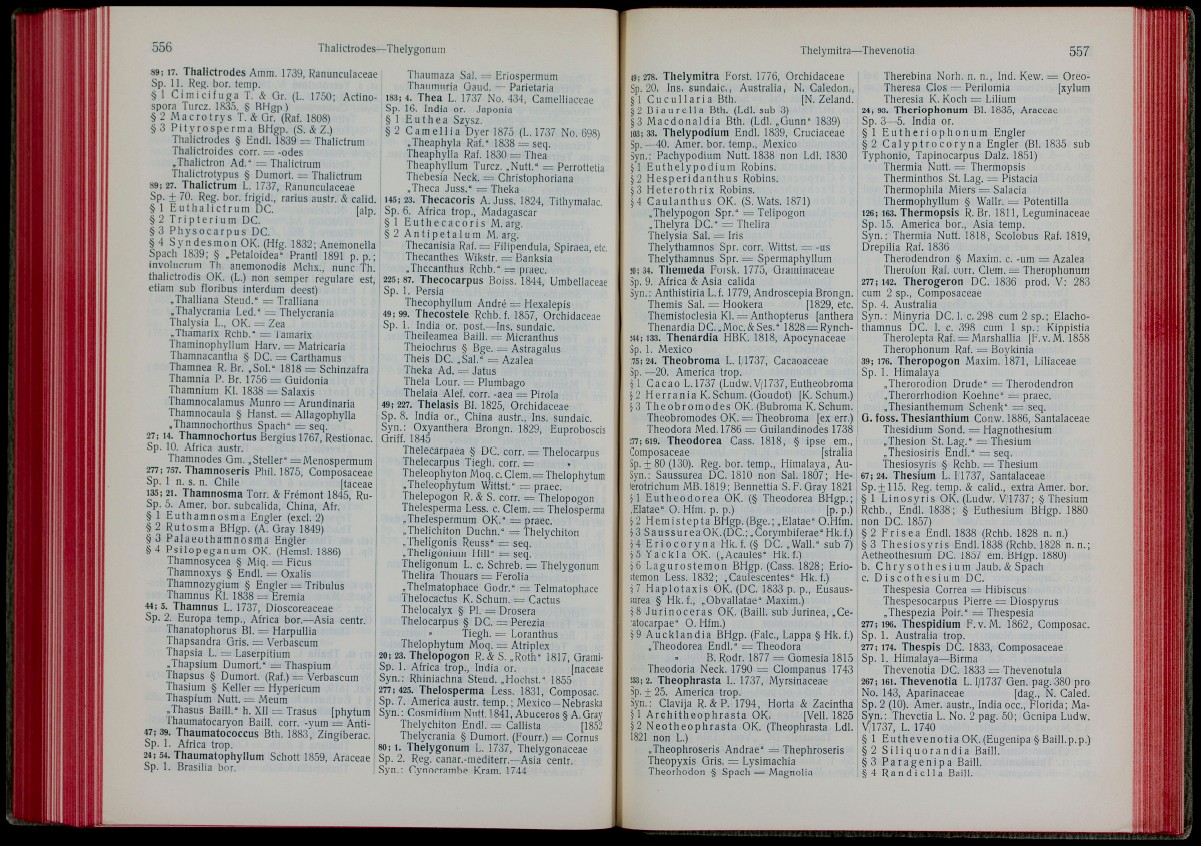 556
Thalictrodes—Thelygonum
89; 17. Thalictrodes Amm. 1739, Ranunculaceae
Sp. 11. Reg. bor. temp.
§ 1 Cimicifuga T. & Gr. (L. 1750; Actino-
spora Turcz. 1835, § BHgp)
§ 2 Macrotrys T. & Gr. (Raf. 1808)
§ 3 Pityrosperma BHgp. (S. & Z.)
Thalictrodes § Endl. 1839 = Thalictrum
Thalictroides corr. = -odes
„Thalictron Ad.“ = Thalictrum
Thalictrotypus § Dumort. = Thalictrum
89; 27. Thalictrum L. 1737, Ranunculaceae
Sp. ± 70. Reg. bor. frigid., rarius austr. & calid.
§ 1 Euthalictrum DC. [alp.
§ 2 Tripterium DC.
§ 3 Physocarpus DC.
§ 4 Syndesmon OK. (Hfg. 1832; Anemonella
Spach 1839; § „Petaloidea“ Prantl 1891 p. p.;
involucrum Th. anemonodis Mchx., nunc Th.
thalictrodis OK. (L.) non semper regulare est,
etiam sub floribus interdum deest)
„Thalliana Steud.“ = Tralliana
„Thalycrania Led.“ = Thelycrania
Thalysia L., OK. = Zea
„Thamarix Rchb.“ = Tamarix
Thaminophyllum Harv. = Matricaria
Thamnacantha § DC. = Carthamus
Thamnea R. Br. „Sol.“ 1818 = Schinzafra
Thamnia P. Br. 1756 = Guidonia
Thamnium Kl. 1838 = Salaxis
Thamnocalamus Munro = Arundinaria
Thamnocaula § Hanst. = Allagophylla
„Thamnochorthus Spach“ = seq.
27; 14. Thamnochortus Bergius 1767, Restionac.
Sp. 10. Africa austr.
Thamnodes Gm. „Steller“ = Menospermum
277; 757. Thamnoseris Phil. 1875, Composaceae
Sp. 1 n. s. n. Chile [taceae
135; 21. Thamnosma Torr. & Frémont 1845, Ru-
Sp. 5. Amer. bor. subcalida, China, Afr.
§ 1 Euthamnosma Engler (excl. 2)
§ 2 Rutosma BHgp. (A. Gray 1849)
§ 3 Palaeothamnosma Engler
§ 4 Psilopeganum OK. (Hemsl. 1886)
Thamnosycea § Miq. = Ficus
Thamnoxys § Endl. = Oxalis
Thamnozygium § Engler = Tribulus
Thamnus Kl. 1838 = Eremia
44; 5. Thamnus L. 1737, Dioscoreaceae
Sp. 2. Europa temp., Africa bor.—Asia centr.
Thanatophorus Bl. = Harpullia
Thapsandra Gris. = Verbascum
Thapsia L. = Laserpitium
„Thapsium Dumort.“ = Thaspium
Thapsus § Dumort. (Raf.) = Verbascum
Thasium § Keller = Hypericum
Thaspium Nutt. = Meum
„Thasus Baill.“ h. XII = Trasus [phytum
Thaumatocaryon Baill. corr. -yum = Anti-
47; 39. Thaumatococcus Bth. 1883, Zingiberac.
Sp. 1. Africa trop.
24; 54. Thaumatophyllum Schott 1859, Araceae
Sp. 1. Brasilia bor.
Thaumaza Sal. = Eriospermum
Thaumuria Gaud. = Parietaria
183; 4. Thea L. 1737 No. 434, Camelliaceae
Sp. 16. India or. Japonia
§ 1 Euthea Szysz.
§ 2 Camellia Dyer 1875 (L. 1737 No. 698)
„Theaphyla Raf.“ 1838 = seq.
Theaphylla Raf. 1830 = Thea
Theaphyllum Turcz. „Nutt.“ = Perrottetia
Thebesia Neck. = Christophoriana
„Theca Juss.“ = Theka
145; 23. Thecacoris A. Juss. 1824, Tithymalac.
Sp. 6. Africa trop., Madagascar
§ 1 Euthecacoris M. arg.
§ 2 Antipetalum M. arg.
Thecanisia Raf. = Filipendula, Spiraea, etc.
Thecanthes Wikstr. = Banksia
„Thecanthus Rchb.“ = praec.
225; 87. Thecocarpus Boiss. 1844, Umbellaceae
Sp. 1. Persia
Thecophyllum André = Hexalepis
49; 99. Thecostele Rchb. f. 1857, Orchidaceae
Sp. 1. India or. post.—Ins. sundaic.
Theileamea Baill. = Micranthus
Theiochrus § Bge. = Astragalus
Theis DC. „Sal.“ = Azalea
Theka Ad. = Jatus
Thela Lour. = Plumbago
Thelaia Alef. corr. -aea = Pirola
49; 227. Thelasis Bl. 1825, Orchidaceae
Sp. 8. India or., China austr., Ins. sundaic.
Syn.: Oxyanthera Brongn. 1829, Euproboscis
Griff. 1845
Thelecarpaea § DC. corr. = Thelocarpus
Thelecarpus Tiegh. corr. = »
Theleophyton Moq. c. Clem. = Thelophytum
„Theleophytum Wittst.“ = praec.
Thelepogon R. & S. corr. = Thelopogon
Thelesperma Less. c. Clem. = Thelosperma
„Thelespermum OK.“ = praec.
„Thelichiton Duchn.“ = Thelychiton
„Theligonis Reuss“ = seq.
„Theligonium Hill“ = seq.
Theligonum L. c. Schreb. = Thelygonum
Thelira Thouars = Ferolia
„Thelmatophace Godr.“ = Telmatophace
Thelocactus K. Schum. = Cactus
Thelocalyx § Pl. = Drosera
Thelocarpus § DC. = Perezia
» Tiegh. = Loranthus
Thelophytum Moq. = Atriplex
20; 23. Thelopogon R. & S. „Roth“ 1817, Grami-
Sp. 1. Africa trop., India or. [naceae
Syn.: Rhiniachna Steud. „Hochst.“ 1855
277; 425. Thelosperma Less. 1831, Composac.
Sp. 7. America austr. temp.; Mexico—Nebraska
Syn.: Cosmidium Nutt. 1841, Abuceros § A. Gray
Thelychiton Endl. = Callista [1852
Thelycrania § Dumort. (Fourr.) = Cornus
80; 1. Thelygonum L. 1737, Thelygonaceae
Sp. 2. Reg. canar.-mediterr.—Asia centr.
Syn.: Cynocrambe Kram. 1744
Thelymitra—Thevenotia
557
49; 278. Thelymitra Forst. 1776, Orchidaceae
Sp. 20. Ins. sundaic., Australia, N. Caledon.,
§ 1 Cucullaria Bth. [N. Zeland.
§ 2 Biaurella Bth. (Ldl. sub 3)
§ 3 Macdonaldia Bth. (Ldl. „Gunn“ 1839)
103; 33. Thelypodium Endl. 1839, Cruciaceae
Sp. —40. Amer. bor. temp., Mexico
Syn.: Pachypodium Nutt. 1838 non Ldl. 1830
§ 1 Euthelypodium Robins.
§ 2 Hesperidanthus Robins.
§ 3 Heterothrix Robins.
§ 4 Caulanthus OK. (S. Wats. 1871)
„Thelypogon Spr.“ = Telipogon
„Thelyra DC.“ = Thelira
Thelysia Sal. = Iris
Thelythamnos Spr. corr. Wittst. = -us
Thelythamnus Spr. = Spermaphyllum
34. Themeda Forsk. 1775, Graminaceae
Sp. 9. Africa & Asia calida
Syn.: Anthistiria L. f. 1779, Androscepia Brongn.
Themis Sal. = Hookera [1829, etc.
Themistoclesia Kl. = Anthopterus [anthera
Thenardia DC. „Moc. & Ses.“ 1828 = Rynch-
133. Thenardia HBK. 1818, Apocynaceae
Sp. 1. Mexico
75; 24. Theobroma L. I/1737, Cacaoaceae
Sp. —20. America trop.
§ 1 Cacao L. 1737 (Ludw. V/1737, Eutheobroma
§ 2 Herrania K. Schum. (Goudot) [K. Schum.)
§ 3 Theobromodes OK. (Bubroma K. Schum.
Theobromodes OK. = Theobroma [ex err.)
Theodora Med. 1786 = Guilandinodes 1738
277; 619. Theodorea Cass. 1818, § ipse em.,
Composaceae [stralia
Sp. ± 80 (130). Reg. bor. temp., Himalaya, Au-
Syn.: Saussurea DC. 1810 non Sal. 1807; He-
terotrichum MB. 1819; Bennettia S. F. Gray 1821
§ 1 Eutheodorea OK. (§ Theodorea BHgp.;
„Elatae“ O. Hfm. p. p.) [p. p.)
§ 2 Hemistepta BHgp. (Bge.; „Elatae“ O. Hfm.
§ 3 Saussurea OK. (DC.; „Corymbiferae“ Hk. f.)
§ 4 Eriocoryna Hk. f. (§ DC. „Wall.“ sub 7)
§ 5 Yackla OK. („Acaules“ Hk. f.)
§ 6 Lagurostemon BHgp. (Cass. 1828; Erio-
stemon Less. 1832; „Caulescentes“ Hk. f.)
§ 7 Haplotaxis OK. (DC. 1833 p. p., Eusaus-
surea § Hk. f., „Obvallatae“ Maxim.)
§ 8 Jurinoceras OK. (Baill. sub Jurinea, „Ce-
ratocarpae“ O. Hfm.)
§ 9 Aucklandia BHgp. (Falc., Lappa § Hk. f.)
„Theodorea Endl.“ = Theodora
» B. Rodr. 1877 = Gomesia 1815
Theodoria Neck. 1790 = Clompanus 1743
2. Theophrasta L. 1737, Myrsinaceae
Sp. ± 25. America trop.
Syn.: Clavija R. & P. 1794, Horta & Zacintha
§ 1 Architheophrasta OK. [Vell. 1825
§ 2 Neotheophrasta OK. (Theophrasta Ldl.
1821 non L.)
„Theophroseris Andrae“ = Thephroseris
Theopyxis Gris. = Lysimachia
Theorhodon § Spach = Magnolia
Therebina Norh. n. n., Ind. Kew. = Oreo-
Theresa Clos = Perilomia [xylum
Theresia K. Koch = Lilium
24; 93. Theriophonum Bl. 1835, Araceae
Sp. 3—5. India or.
§ 1 Eutheriophonum Engler
§ 2 Calyptrocoryna Engler (Bl. 1835 sub
Typhonio, Tapinocarpus Dalz. 1851)
Thermia Nutt. = Thermopsis
Therminthos St. Lag. = Pistacia
Thermophila Miers = Salacia
Thermophyllum § Wallr. = Potentilla
126; 163. Thermopsis R. Br. 1811, Leguminaceae
Sp. 15. America bor., Asia temp.
Syn.: Thermia Nutt. 1818, Scolobus Raf. 1819,
Drepilia Raf. 1836
Therodendron § Maxim. c. -um = Azalea
Therofon Raf. corr. Clem. = Therophonum
277; 142. Therogeron DC. 1836 prod. V: 283
cum 2 sp., Composaceae
Sp. 4. Australia
Syn.: Minyria DC. l. c. 298 cum 2 sp.; Elacho-
thamnus DC. l. c. 398 cum 1 sp.; Kippistia
Therolepta Raf. = Marshallia [F. v. M. 1858
Therophonum Raf. = Boykinia
39; 176. Theropogon Maxim. 1871, Liliaceae
Sp. 1. Himalaya
„Therorodion Drude“ = Therodendron
„Therorrhodion Koehne“ = praec.
„Thesianthemum Schenk“ = seq.
G. foss. Thesianthium Conw. 1886, Santalaceae
Thesidium Sond. = Hagnothesium
„Thesion St. Lag.“ = Thesium
„Thesiosiris Endl.“ = seq.
Thesiosyris § Rchb. = Thesium
67; 24. Thesium L. I/1737, Santalaceae
Sp. ± 115. Reg. temp. & calid., extra Amer. bor.
§ 1 Linosyris OK. (Ludw. V/1737; § Thesium
Rchb., Endl. 1838; § Euthesium BHgp. 1880
non DC. 1857)
§ 2 Frisea Endl. 1838 (Rchb. 1828 n. n.)
§ 3 Thesiosyris Endl. 1838 (Rchb. 1828 n. n.;
Aetheothesium DC. 1857 em. BHgp. 1880)
b. Chrysothesium Jaub. & Spach
c. Discothesium DC.
Thespesia Correa = Hibiscus
Thespesocarpus Pierre = Diospyrus
„Thespezia Poir.“ = Thespesia
277; 196. Thespidium F. v. M. 1862, Composac.
Sp. 1. Australia trop.
277; 174. Thespis DC. 1833, Composaceae
Sp. 1. Himalaya—Birma
Thevenotia DC. 1833 = Thevenotula
267; 161. Thevenotia L. I/1737 Gen. pag. 380 pro
No. 143, Aparinaceae [dag., N. Caled.
Sp. 2 (10). Amer. austr., India occ., Florida; Ma-
Syn.: Thevetia L. No. 2 pag. 50; Genipa Ludw.
V/1737, L. 1740
§ 1 Euthevenotia OK. (Eugenipa § Baill. p. p.)
§ 2 Siliquorandia Baill.
§ 3 Paragenipa Baill.
§ 4 Randiella Baill.